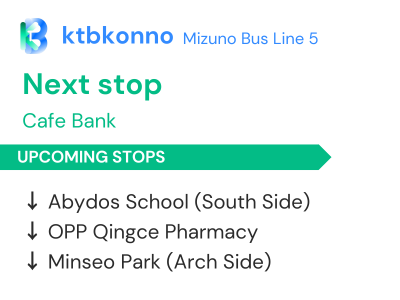 ktbkonno Mizuno Bus Line 5
Next stop
Cafe Bank
UPCOMING STOPS
↓ Abydos School (South Side)
↓ OPP Qingce Pharmacy
↓ Minseo Park (Arch Side)